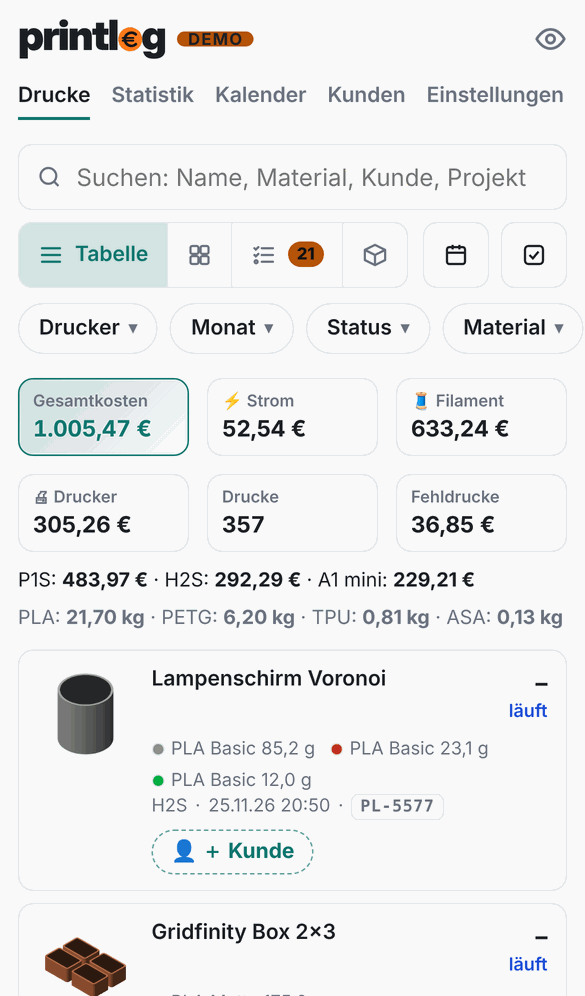 printl€g DEMO
Drucke Statistik Kalender Kunden Einstellungen
Suchen: Name, Material, Kunde, Projekt
Tabelle 21
Drucker ▾ Monat ▾ Status ▾ Material ▾
Gesamtkosten ⚡ Strom 🧵 Filament
1.005,47 € 52,54 € 633,24 €
🖨 Drucker Drucke Fehldrucke
305,26 € 357 36,85 €
P1S: 483,97 € · H2S: 292,29 € · A1 mini: 229,21 €
PLA: 21,70 kg · PETG: 6,20 kg · TPU: 0,81 kg · ASA: 0,13 kg
Lampenschirm Voronoi –
läuft
PLA Basic 85,2 g PLA Basic 23,1 g
PLA Basic 12,0 g
H2S · 25.11.26 20:50 · PL-5577
👤 + Kunde
Gridfinity Box 2×3 –
läuft